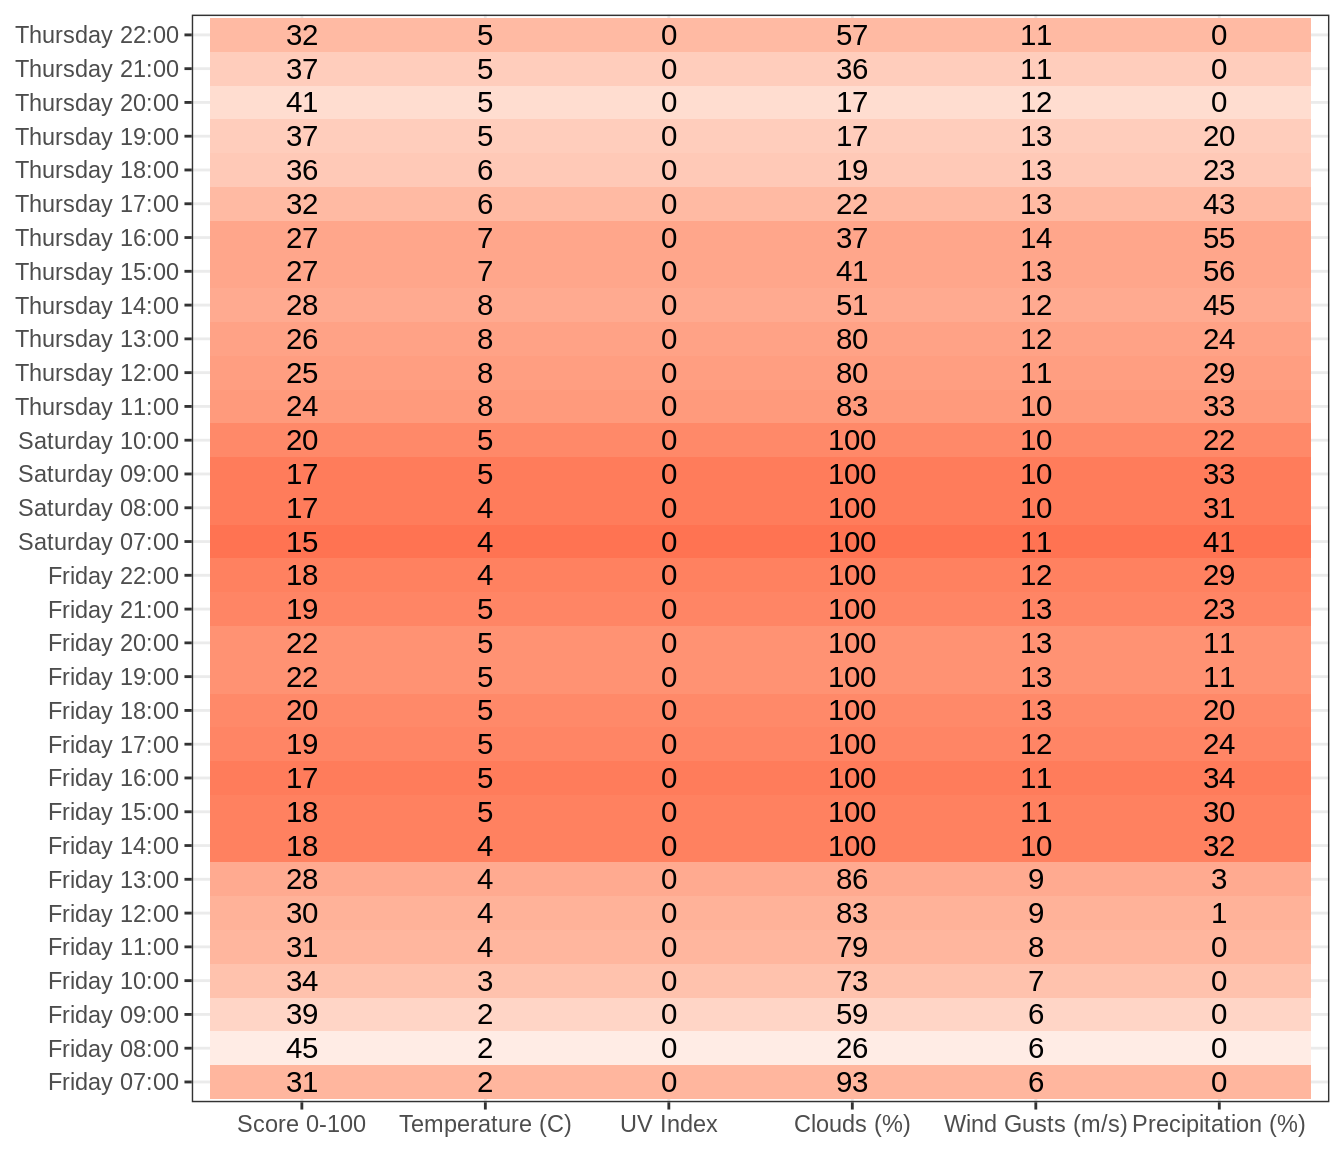 Thursday 22:00 32 5 0 57 11 0
Thursday 21:00 37 5 0 36 11 0
Thursday 20:00 41 5 0 17 12 0
Thursday 19:00 37 5 0 17 13 20
Thursday 18:00 36 6 0 19 13 23
Thursday 17:00 32 6 0 22 13 43
Thursday 16:00 27 7 0 37 14 55
Thursday 15:00 27 7 0 41 13 56
Thursday 14:00 28 8 0 51 12 45
Thursday 13:00 26 8 0 80 12 24
Thursday 12:00 25 8 0 80 11 29
Thursday 11:00 24 8 0 83 10 33
Saturday 10:00 20 5 0 100 10 22
Saturday 09:00 17 5 0 100 10 33
Saturday 08:00 17 4 0 100 10 31
Saturday 07:00 15 4 0 100 11 41
Friday 22:00 18 4 0 100 12 29
Friday 21:00 19 5 0 100 13 23
Friday 20:00 22 5 0 100 13 11
Friday 19:00 22 5 0 100 13 11
Friday 18:00 20 5 0 100 13 20
Friday 17:00 19 5 0 100 12 24
Friday 16:00 17 5 0 100 11 34
Friday 15:00 18 5 0 100 11 30
Friday 14:00 18 4 0 100 10 32
Friday 13:00 28 4 0 86 9 3
Friday 12:00 30 4 0 83 9 1
Friday 11:00 31 4 0 79 8 0
Friday 10:00 34 3 0 73 7 0
Friday 09:00 39 2 0 59 6 0
Friday 08:00 45 2 0 26 6 0
Friday 07:00 31 2 0 93 6 0
Score 0-100 Temperature (C) UV Index Clouds (%) Wind Gusts (m/s) Precipitation (%)